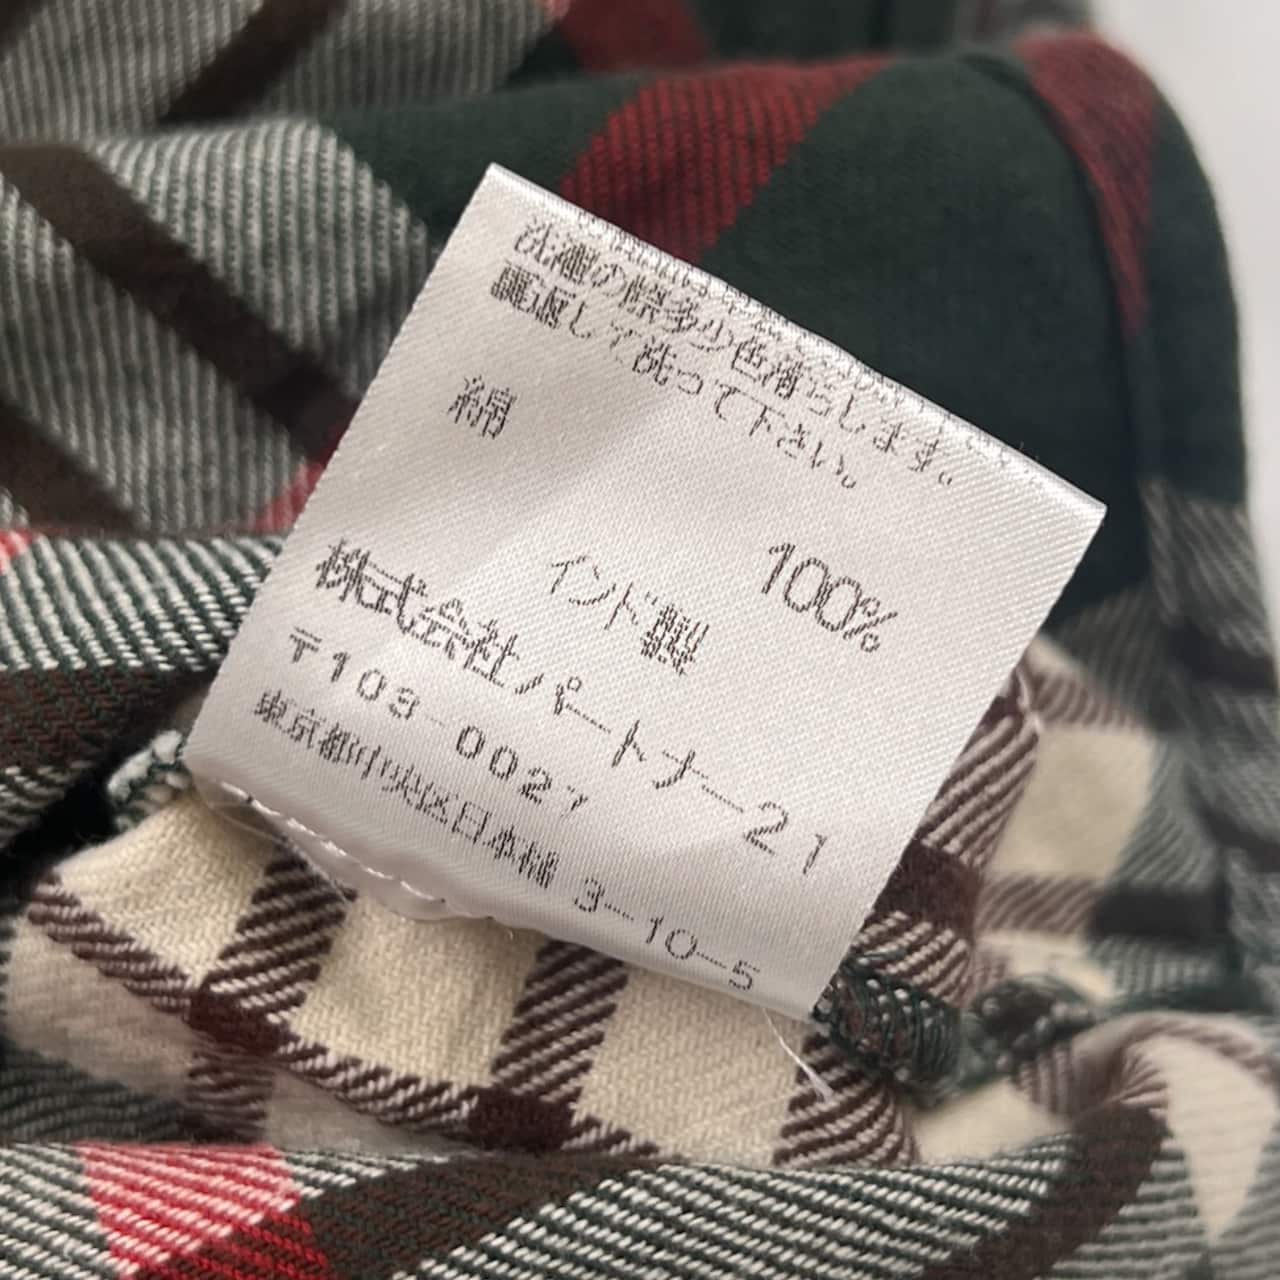 洗濯の際多少色落ちします。
裏返して洗って下さい。
綿 100%
インド製
株式会社パートナー21
〒103-0027
東京都中央区日本橋 3-10-5